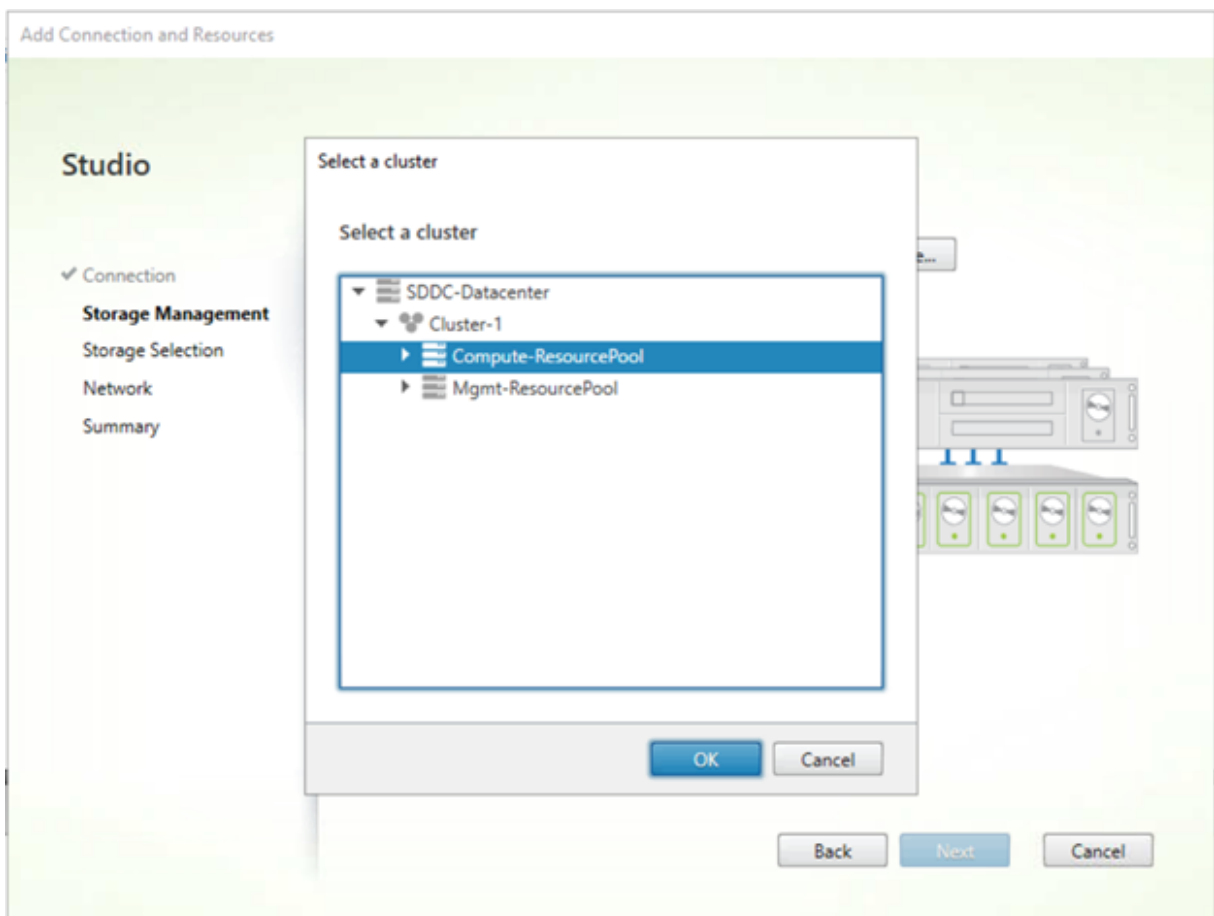 Add Connection and Resources
Studio
Connection
Storage Management
Storage Selection
Network
Summary
Select a cluster
Select a cluster
SDDC-Datacenter
Cluster-1
Compute-ResourcePool
Mgmt-ResourcePool
OK
Cancel
Back
Next
Cancel